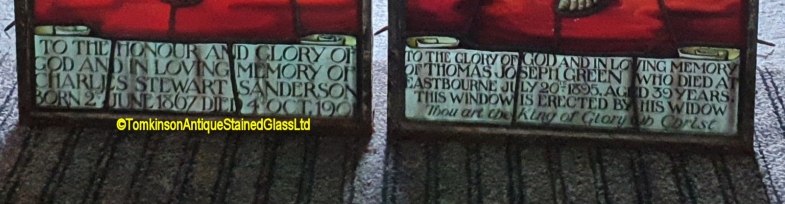 TO THE HONOUR AND GLORY OF
GOD AND IN LOVING MEMORY OF
CHARLES STEWART SANDERSON
BORN 2 JUNE 1867 DIED 4 OCT. 190
©TomkinsonAntiqueStainedGlassLtd
TO THE GLORY OF GOD AND IN LOVING MEMORY
OF THOMAS JOSEPH GREEN WHO DIED AT
EASTBOURNE JULY 20TH 1895, AGED 39 YEARS.
THIS WINDOW IS ERECTED BY HIS WIDOW
Thou art the King of Glory Christ